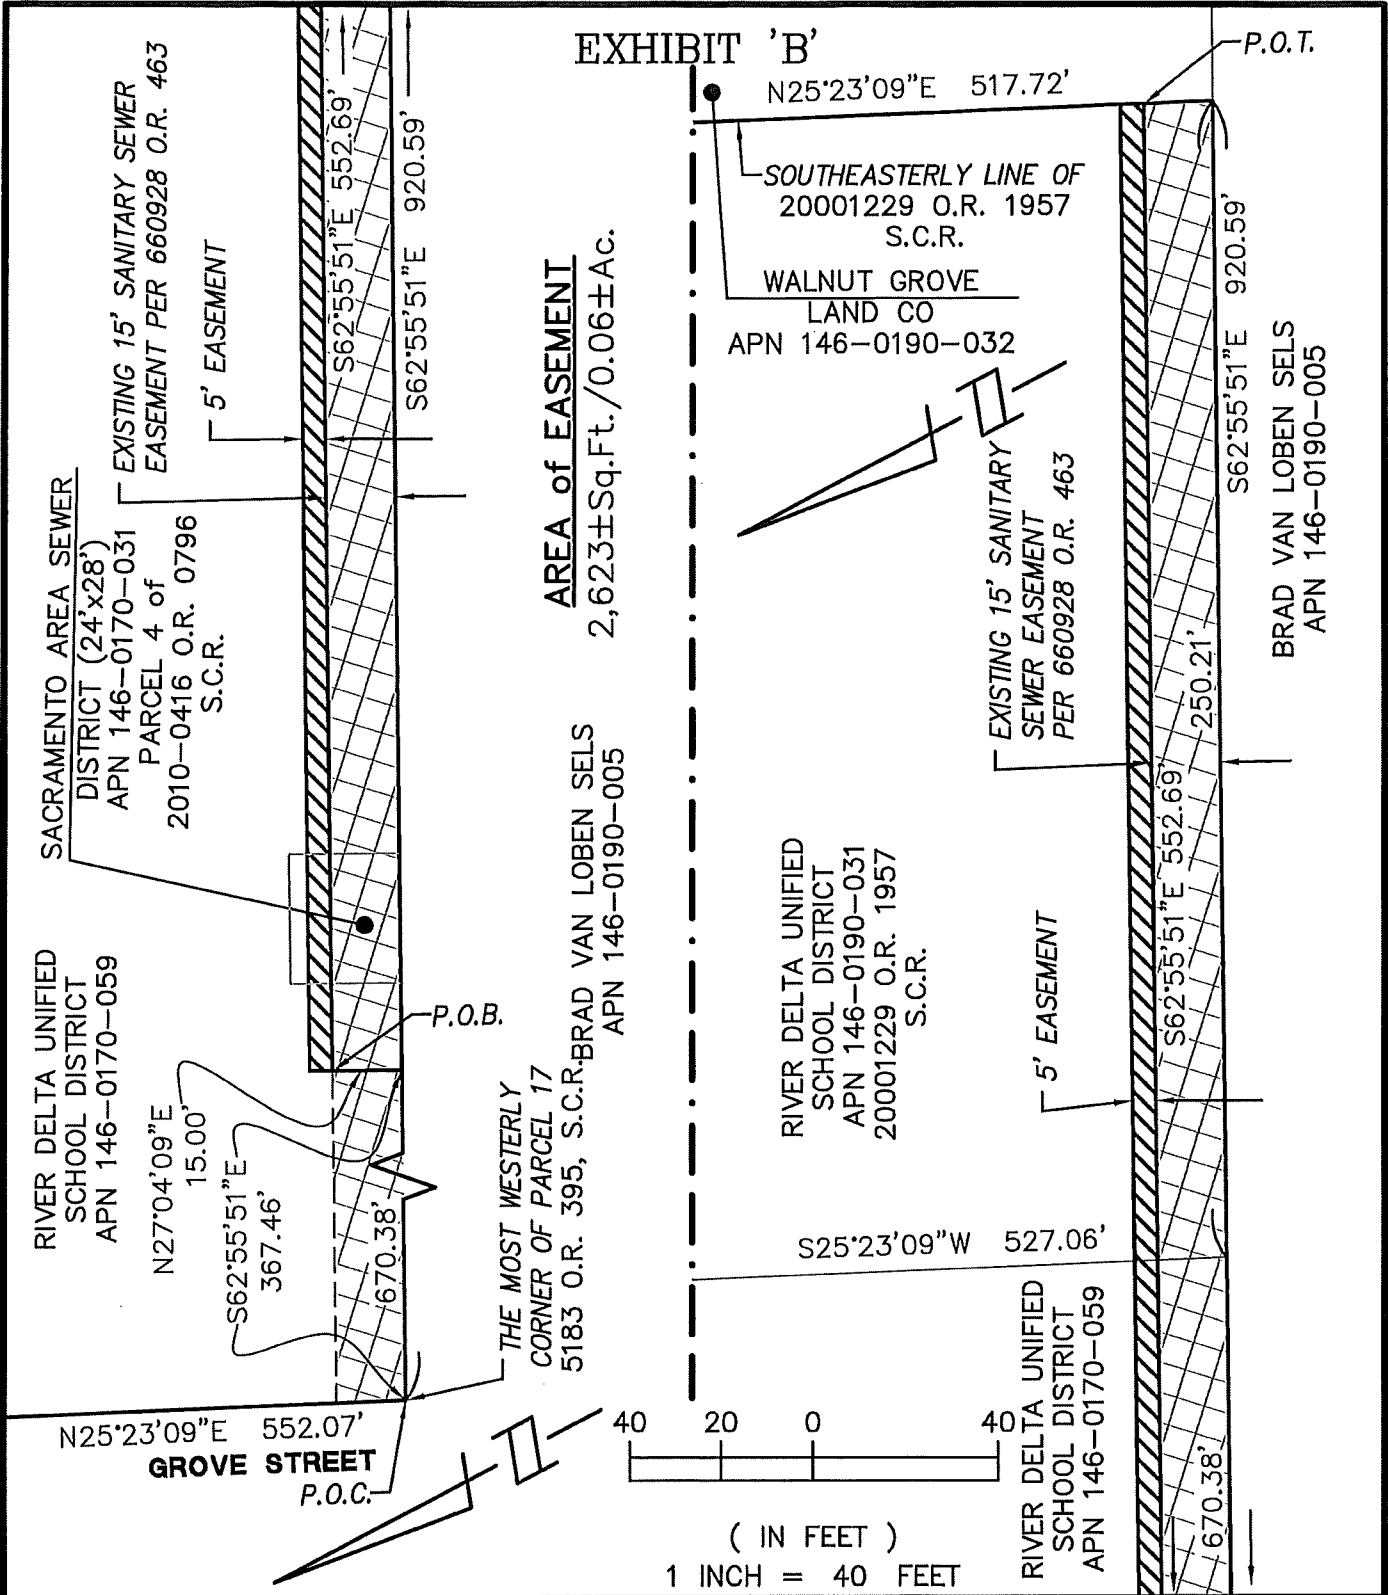 EXHIBIT 'B'
EXISTING 15' SANITARY SEWER
EASEMENT PER 660928 O.R. 463
5' EASEMENT
S62°55'51"E 552.69'
S62°55'51"E 920.59'
SACRAMENTO AREA SEWER
DISTRICT (24'x28')
APN 146-0170-031
PARCEL 4 of
2010-0416 O.R. 0796
S.C.R.
RIVER DELTA UNIFIED
SCHOOL DISTRICT
APN 146-0170-059
N27°04'09"E
15.00'
S62°55'51"E
367.46'
670.38'
P.O.B.
THE MOST WESTERLY
CORNER OF PARCEL 17
5183 O.R. 395, S.C.R.
BRAD VAN LOBEN SELS
APN 146-0190-005
N25°23'09"E 552.07'
GROVE STREET
P.O.C.
AREA of EASEMENT
2,623±Sq.Ft./0.06±Ac.
N25°23'09"E 517.72'
P.O.T.
SOUTHEASTERLY LINE OF
20001229 O.R. 1957
S.C.R.
WALNUT GROVE
LAND CO
APN 146-0190-032
S62°55'51"E 920.59'
BRAD VAN LOBEN SELS
APN 146-0190-005
EXISTING 15' SANITARY
SEWER EASEMENT
PER 660928 O.R. 463
250.21'
S62°55'51"E 552.69'
RIVER DELTA UNIFIED
SCHOOL DISTRICT
APN 146-0190-031
20001229 O.R. 1957
S.C.R.
5' EASEMENT
S25°23'09"W 527.06'
RIVER DELTA UNIFIED
SCHOOL DISTRICT
APN 146-0170-059
670.38'
40 20 0 40
( IN FEET )
1 INCH = 40 FEET